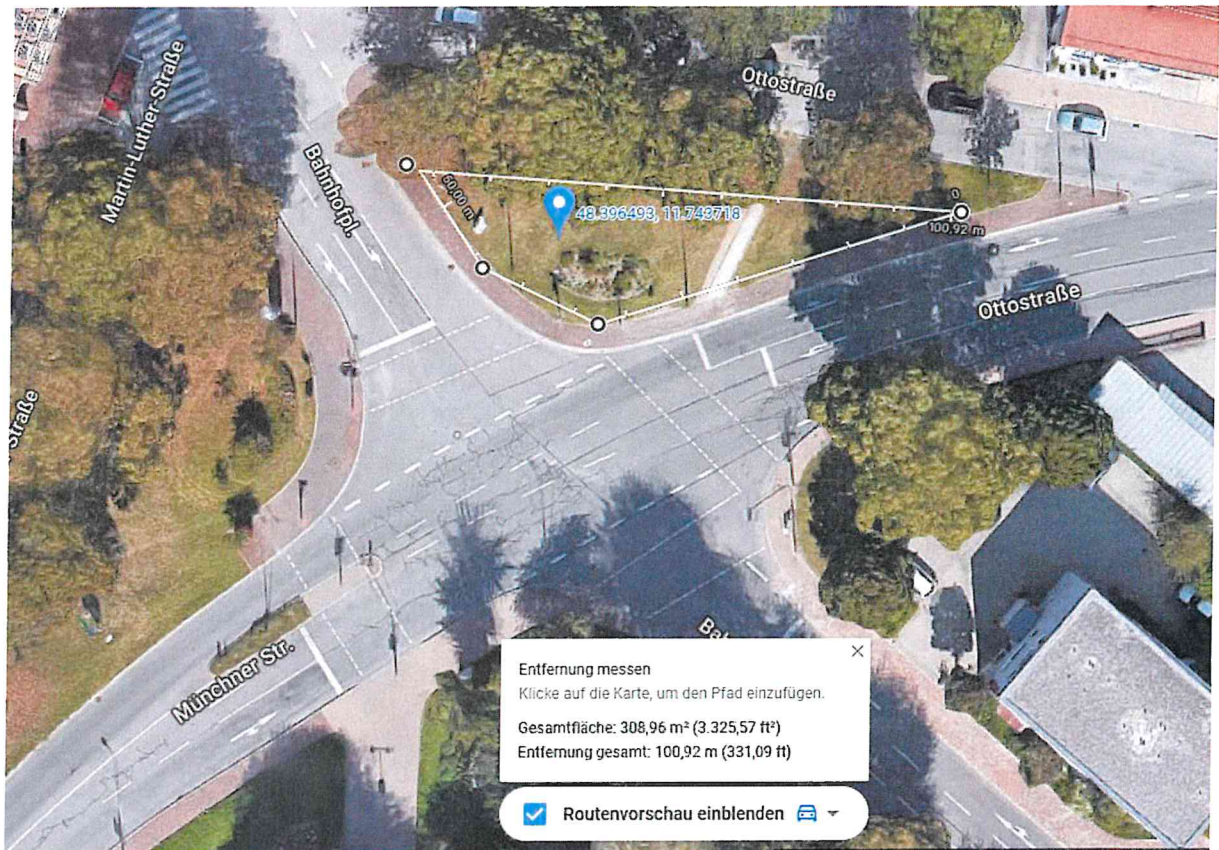 Ottostraße
Martin-Luther-Straße
Bahnhofpl.
50,00 m
48.396493, 11.743718
0
100,92 m
Ottostraße
Straße
Münchner Str.
Entfernung messen
Klicke auf die Karte, um den Pfad einzufügen.
Gesamtfläche: 308,96 m² (3.325,57 ft²)
Entfernung gesamt: 100,92 m (331,09 ft)
Routenvorschau einblenden